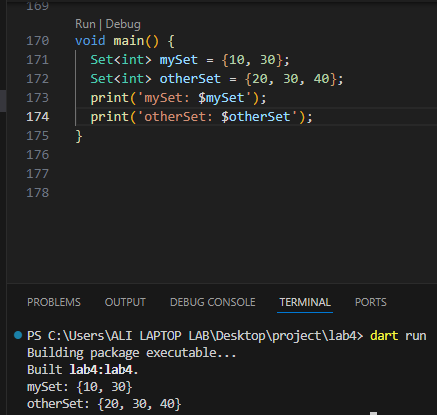 169
Run | Debug
170 void main() {
171 Set<int> mySet = {10, 30};
172 Set<int> otherSet = {20, 30, 40};
173 print('mySet: $mySet');
174 print('otherSet: $otherSet');
175 }
176
177
178
PROBLEMS OUTPUT DEBUG CONSOLE TERMINAL PORTS
PS C:\Users\ALI LAPTOP LAB\Desktop\project\lab4> dart run
Building package executable...
Built lab4:lab4.
mySet: {10, 30}
otherSet: {20, 30, 40}